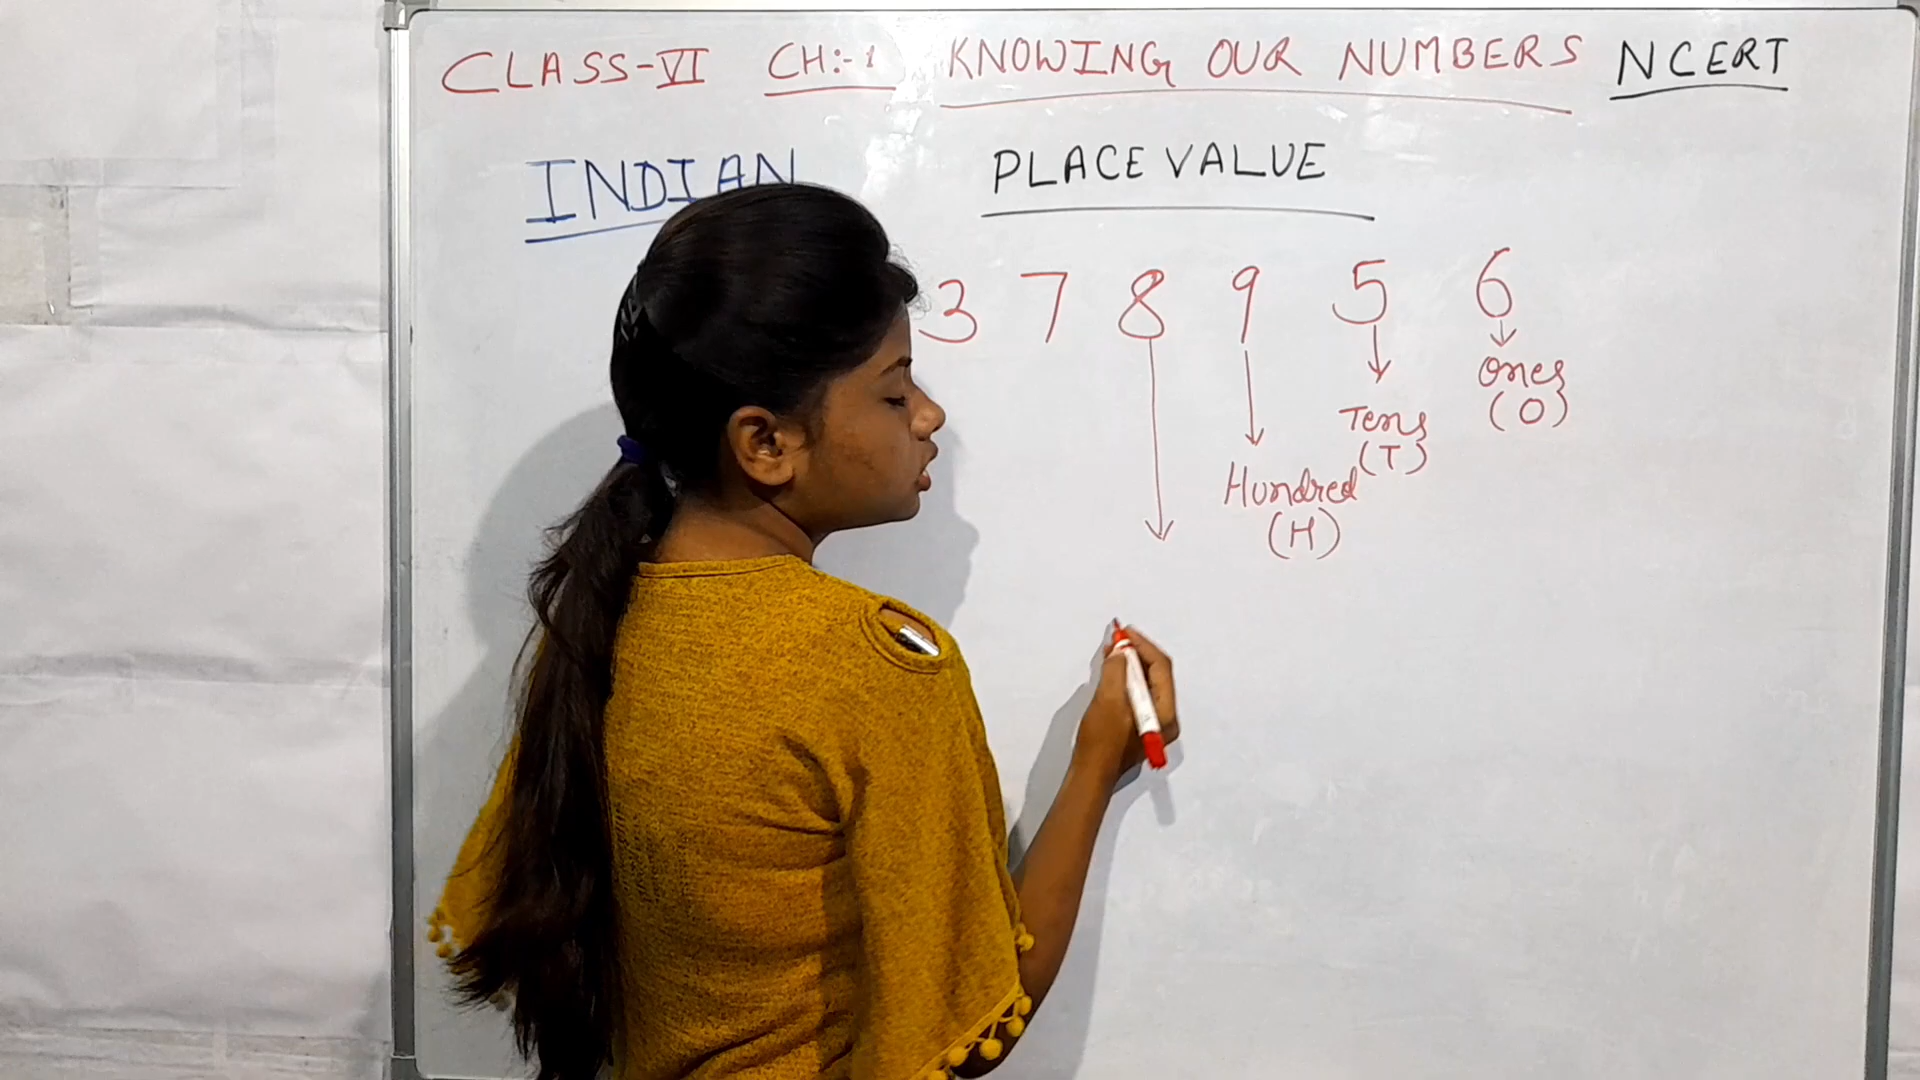 CLASS-VI CH:-1 KNOWING OUR NUMBERS NCERT
INDIAN PLACE VALUE
3 7 8 9 5 6
Ones
(O)
Tens
(T)
Hundred
(H)